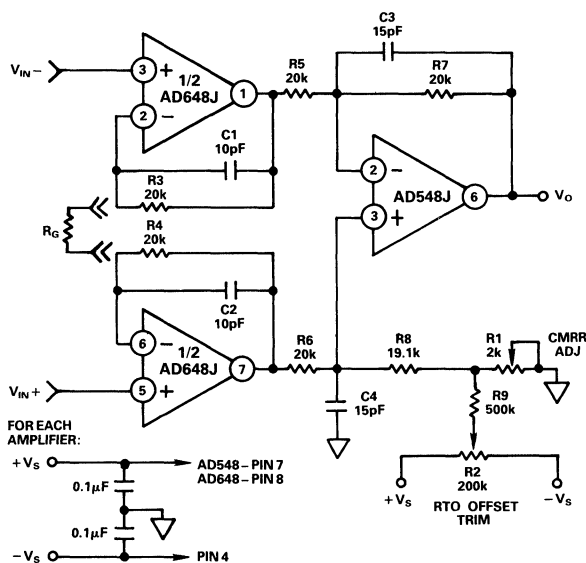 C3
15pF
VIN−
3
+
1/2
AD648J
1
2
−
R5
20k
R7
20k
C1
10pF
R3
20k
2
−
AD548J
6
VO
3
+
RG
R4
20k
C2
10pF
6
−
1/2
AD648J
7
R6
20k
R8
19.1k
R1
2k
CMRR
ADJ
VIN+
5
+
C4
15pF
R9
500k
FOR EACH
AMPLIFIER:
+VS
AD548–PIN 7
AD648–PIN 8
0.1μF
0.1μF
−VS
PIN 4
+VS
R2
200k
−VS
RTO OFFSET
TRIM